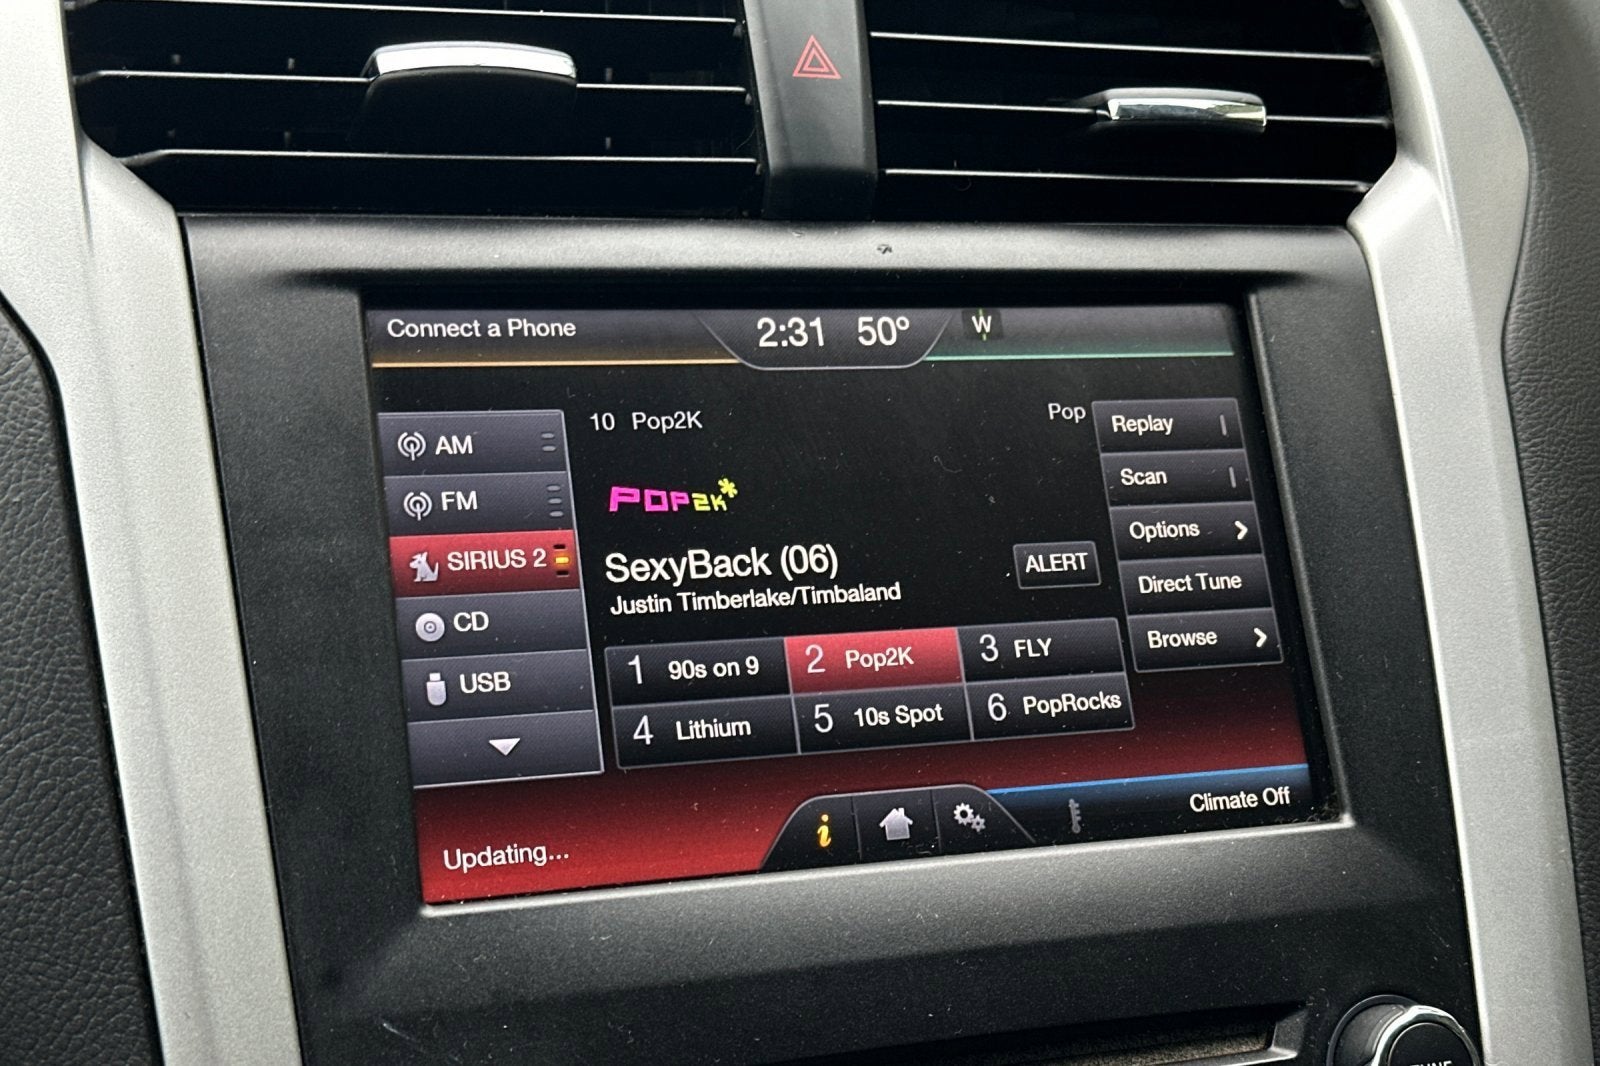 Connect a Phone
2:31 50°
W
AM
FM
SIRIUS 2
CD
USB
10 Pop2K
Pop
POP2K*
SexyBack (06)
Justin Timberlake/Timbaland
ALERT
1 90s on 9
2 Pop2K
3 FLY
4 Lithium
5 10s Spot
6 PopRocks
Replay
Scan
Options
Direct Tune
Browse
Updating...
i
Climate Off
TUNE